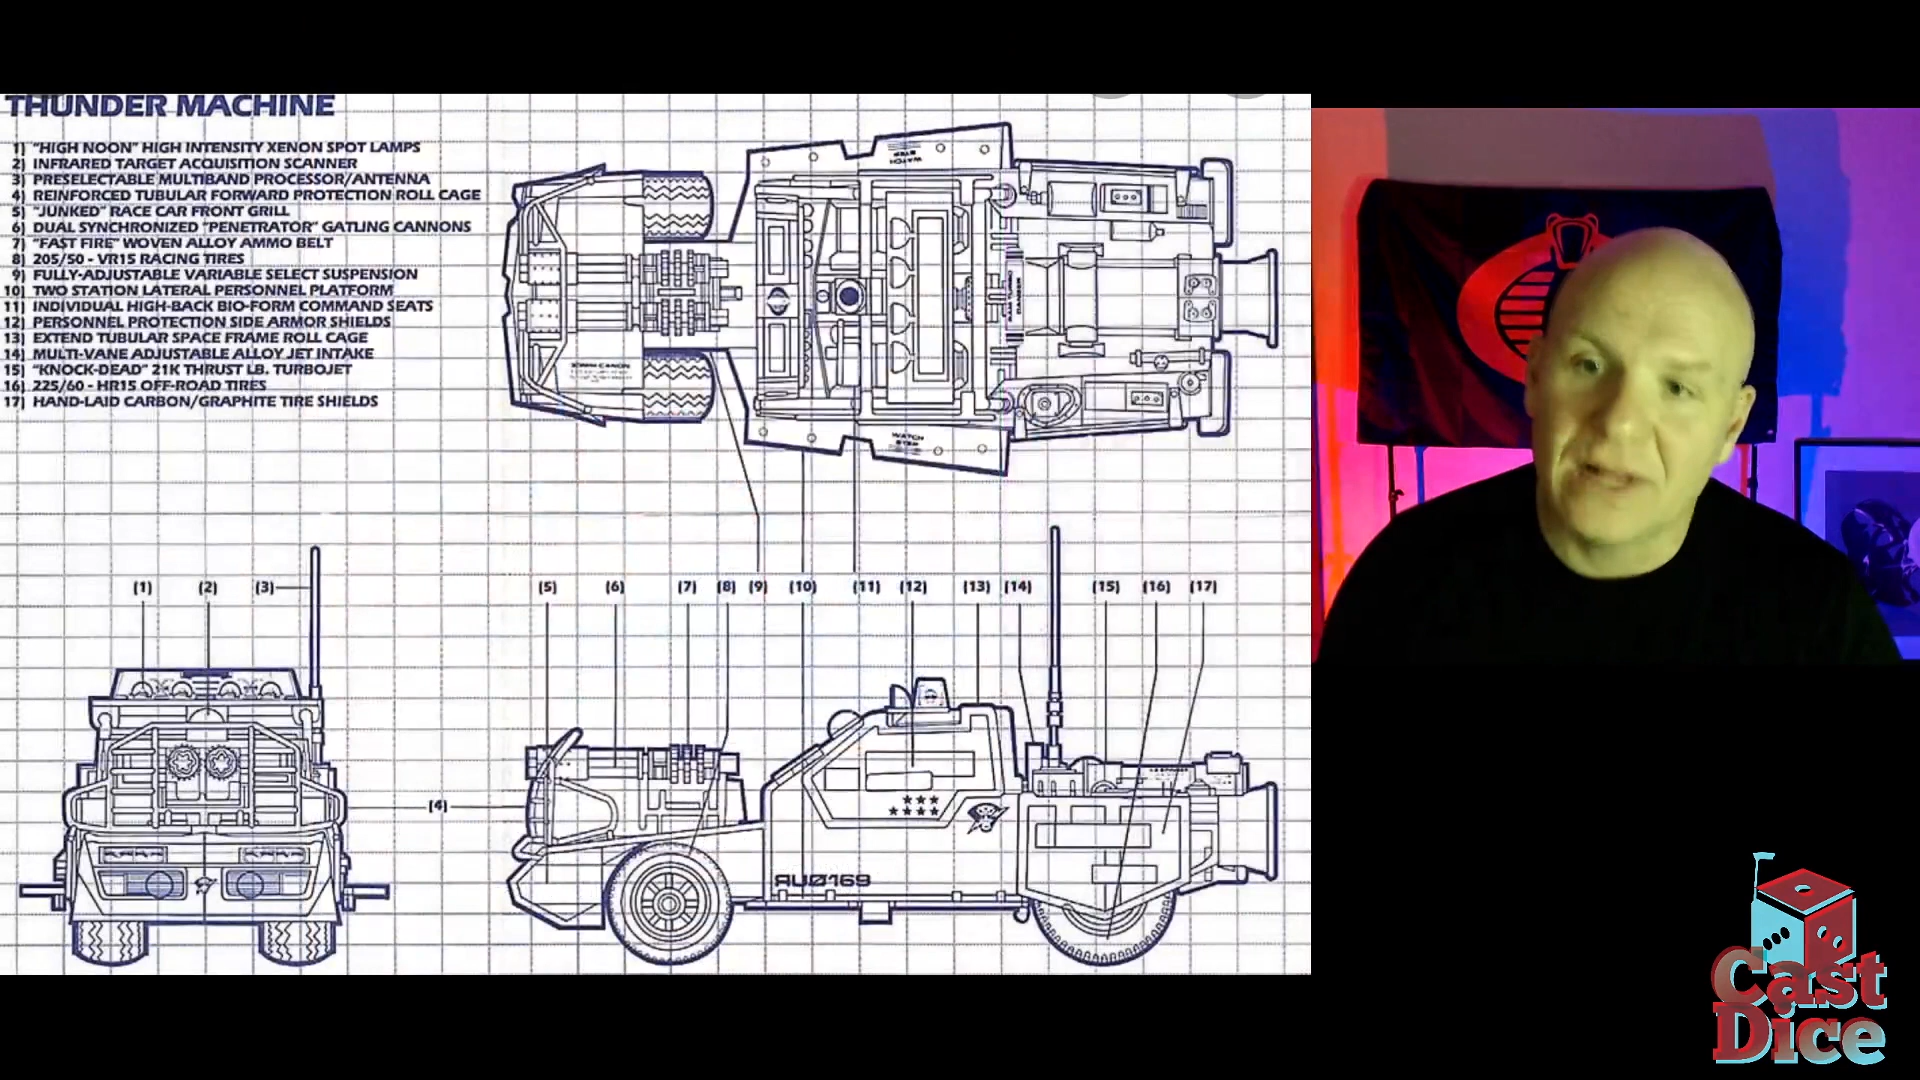 THUNDER MACHINE
1) "HIGH NOON" HIGH INTENSITY XENON SPOT LAMPS
2) INFRARED TARGET ACQUISITION SCANNER
3) PRESELECTABLE MULTIBAND PROCESSOR/ANTENNA
4) REINFORCED TUBULAR FORWARD PROTECTION ROLL CAGE
5) "JUNKED" RACE CAR FRONT GRILL
6) DUAL SYNCHRONIZED "PENETRATOR" GATLING CANNONS
7) "FAST FIRE" WOVEN ALLOY AMMO BELT
8) 205/50 - VR15 RACING TIRES
9) FULLY-ADJUSTABLE VARIABLE SELECT SUSPENSION
10) TWO STATION LATERAL PERSONNEL PLATFORM
11) INDIVIDUAL HIGH-BACK BIO-FORM COMMAND SEATS
12) PERSONNEL PROTECTION SIDE ARMOR SHIELDS
13) EXTEND TUBULAR SPACE FRAME ROLL CAGE
14) MULTI-VANE ADJUSTABLE ALLOY JET INTAKE
15) "KNOCK-DEAD" 21K THRUST LB. TURBOJET
16) 225/60 - HR15 OFF-ROAD TIRES
17) HAND-LAID CARBON/GRAPHITE TIRE SHIELDS
WATCH
STEP
WATCH
STEP
(1) (2) (3)
(5) (6) (7) (8) (9) (10) (11) (12) (13) (14) (15) (16) (17)
(4)
Cast
Dice